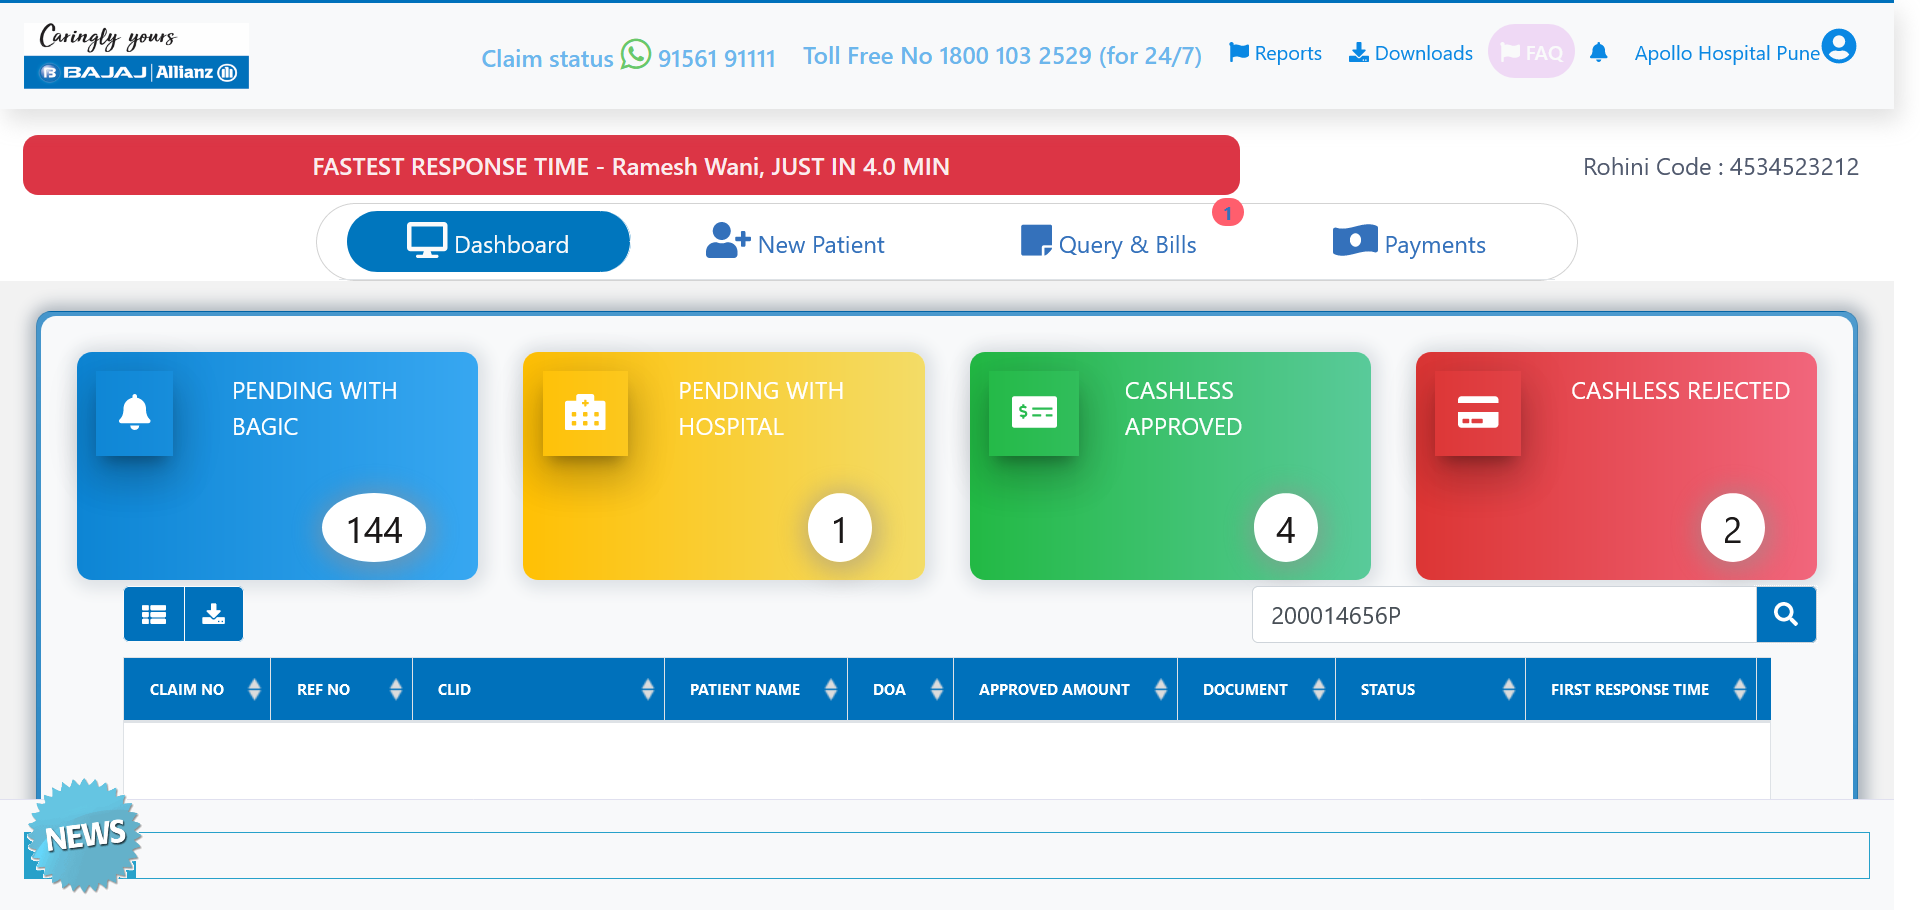 Caringly yours
BAJAJ | Allianz
Claim status 91561 91111
Toll Free No 1800 103 2529 (for 24/7)
Reports
Downloads
FAQ
Apollo Hospital Pune
FASTEST RESPONSE TIME - Ramesh Wani, JUST IN 4.0 MIN
Rohini Code : 4534523212
Dashboard
New Patient
Query & Bills
1
Payments
PENDING WITH
BAGIC
144
PENDING WITH
HOSPITAL
1
CASHLESS
APPROVED
4
CASHLESS REJECTED
2
200014656P
CLAIM NO
REF NO
CLID
PATIENT NAME
DOA
APPROVED AMOUNT
DOCUMENT
STATUS
FIRST RESPONSE TIME
NEWS